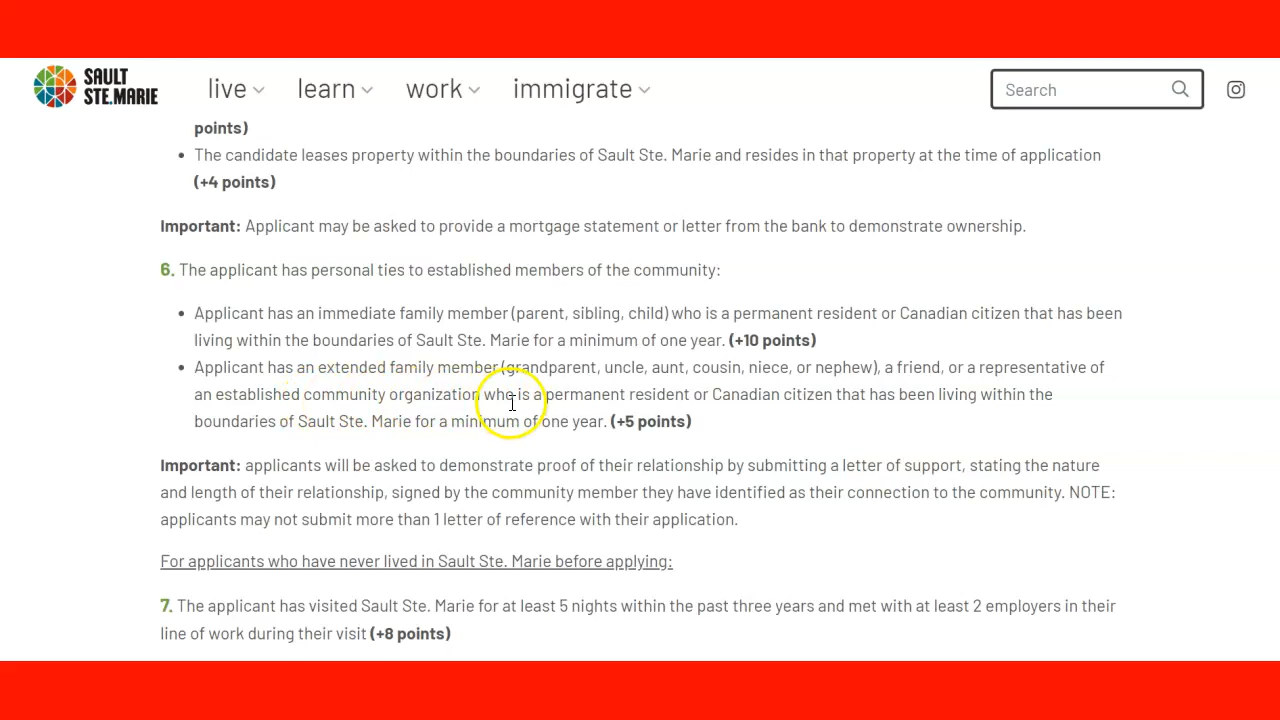 SAULT
STE.MARIE
live
learn
work
immigrate
Search
points)
• The candidate leases property within the boundaries of Sault Ste. Marie and resides in that property at the time of application
(+4 points)
Important: Applicant may be asked to provide a mortgage statement or letter from the bank to demonstrate ownership.
6. The applicant has personal ties to established members of the community:
• Applicant has an immediate family member (parent, sibling, child) who is a permanent resident or Canadian citizen that has been
living within the boundaries of Sault Ste. Marie for a minimum of one year. (+10 points)
• Applicant has an extended family member (grandparent, uncle, aunt, cousin, niece, or nephew), a friend, or a representative of
an established community organization who is a permanent resident or Canadian citizen that has been living within the
boundaries of Sault Ste. Marie for a minimum of one year. (+5 points)
Important: applicants will be asked to demonstrate proof of their relationship by submitting a letter of support, stating the nature
and length of their relationship, signed by the community member they have identified as their connection to the community. NOTE:
applicants may not submit more than 1 letter of reference with their application.
For applicants who have never lived in Sault Ste. Marie before applying:
7. The applicant has visited Sault Ste. Marie for at least 5 nights within the past three years and met with at least 2 employers in their
line of work during their visit (+8 points)